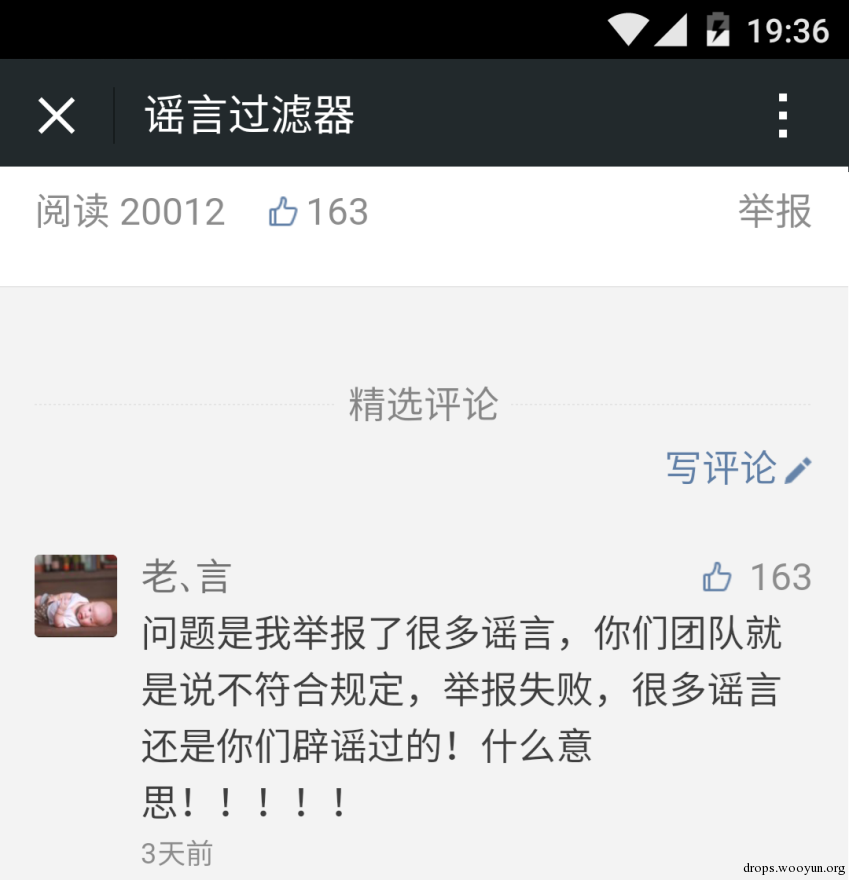 19:36
谣言过滤器
阅读 20012 163 举报
精选评论
写评论
老、言 163
问题是我举报了很多谣言，你们团队就
是说不符合规定，举报失败，很多谣言
还是你们辟谣过的！什么意
思！！！！！
3天前
drops.wooyun.org